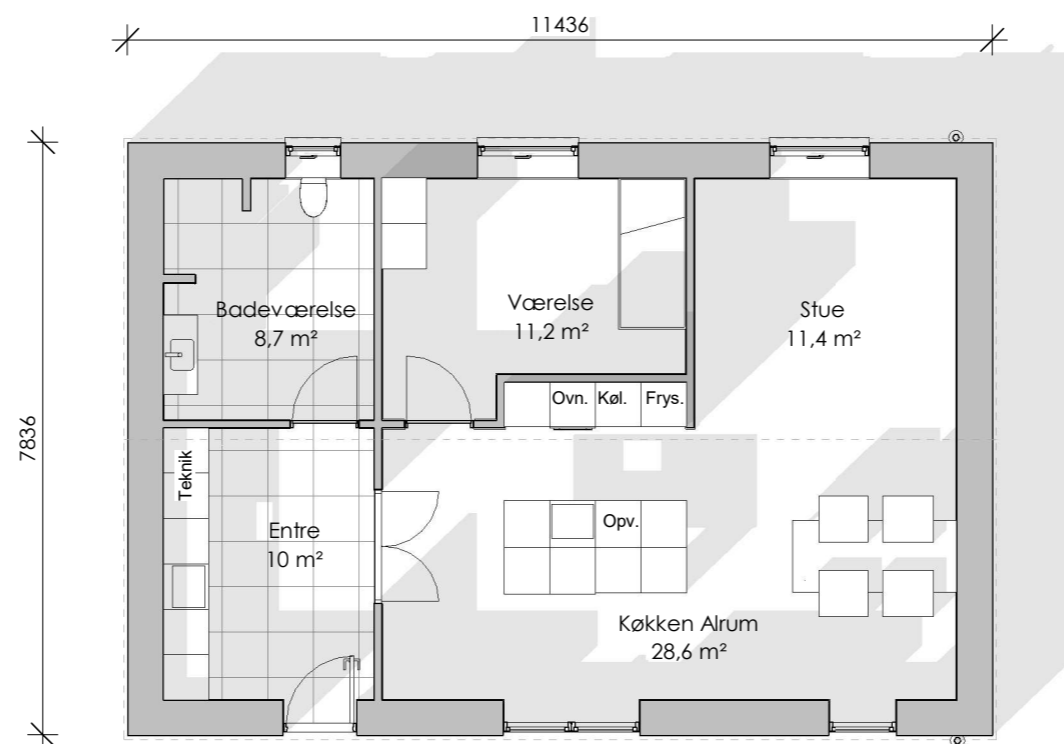 11436
7836
Badeværelse
8,7 m²
Værelse
11,2 m²
Stue
11,4 m²
Ovn. Køl. Frys.
Teknik
Entre
10 m²
Opv.
Køkken Alrum
28,6 m²